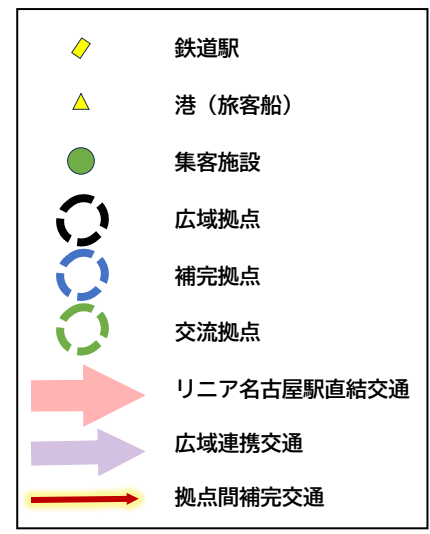 鉄道駅
港（旅客船）
集客施設
広域拠点
補完拠点
交流拠点
リニア名古屋駅直結交通
広域連携交通
拠点間補完交通